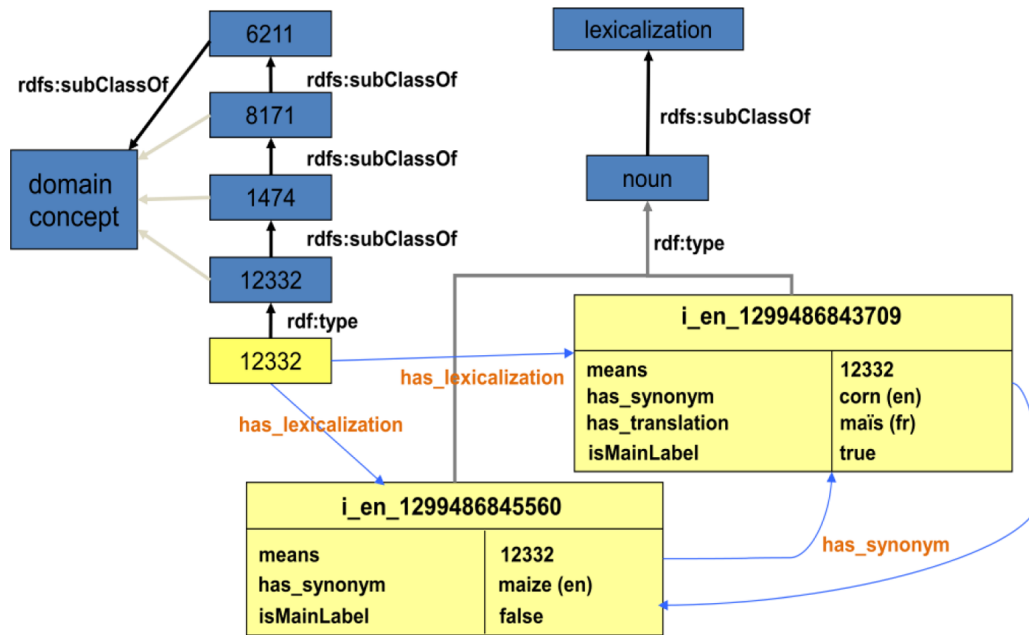 6211
lexicalization
rdfs:subClassOf
rdfs:subClassOf
8171
rdfs:subClassOf
rdfs:subClassOf
domain
concept
1474
noun
rdfs:subClassOf
rdf:type
12332
rdf:type
i_en_1299486843709
12332
has_lexicalization
means 12332
has_synonym corn (en)
has_translation maïs (fr)
isMainLabel true
has_lexicalization
i_en_1299486845560
has_synonym
means 12332
has_synonym maize (en)
isMainLabel false